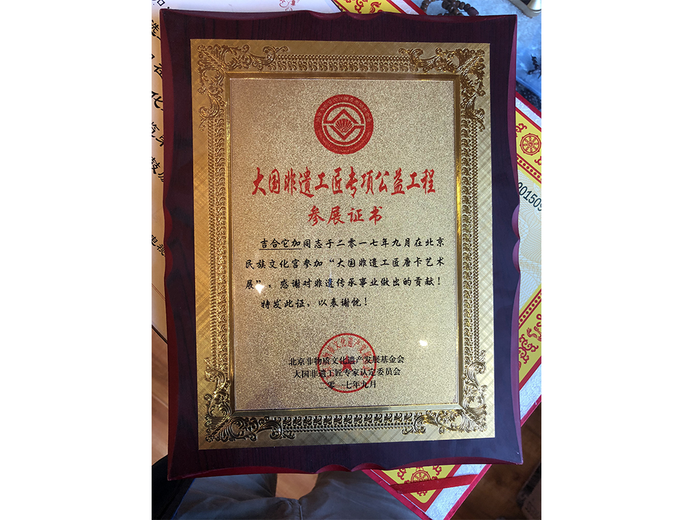 大国非遗工匠专项公益工程
参展证书
吉合它加同志于二零一七年九月在北京
民族文化宫参加“大国非遗工匠唐卡艺术
展”，感谢对非遗传承事业做出的贡献！
特发此证，以表谢忱！
北京非物质文化遗产发展基金会
大国非遗工匠专家认定委员会
二零一七年九月
201505